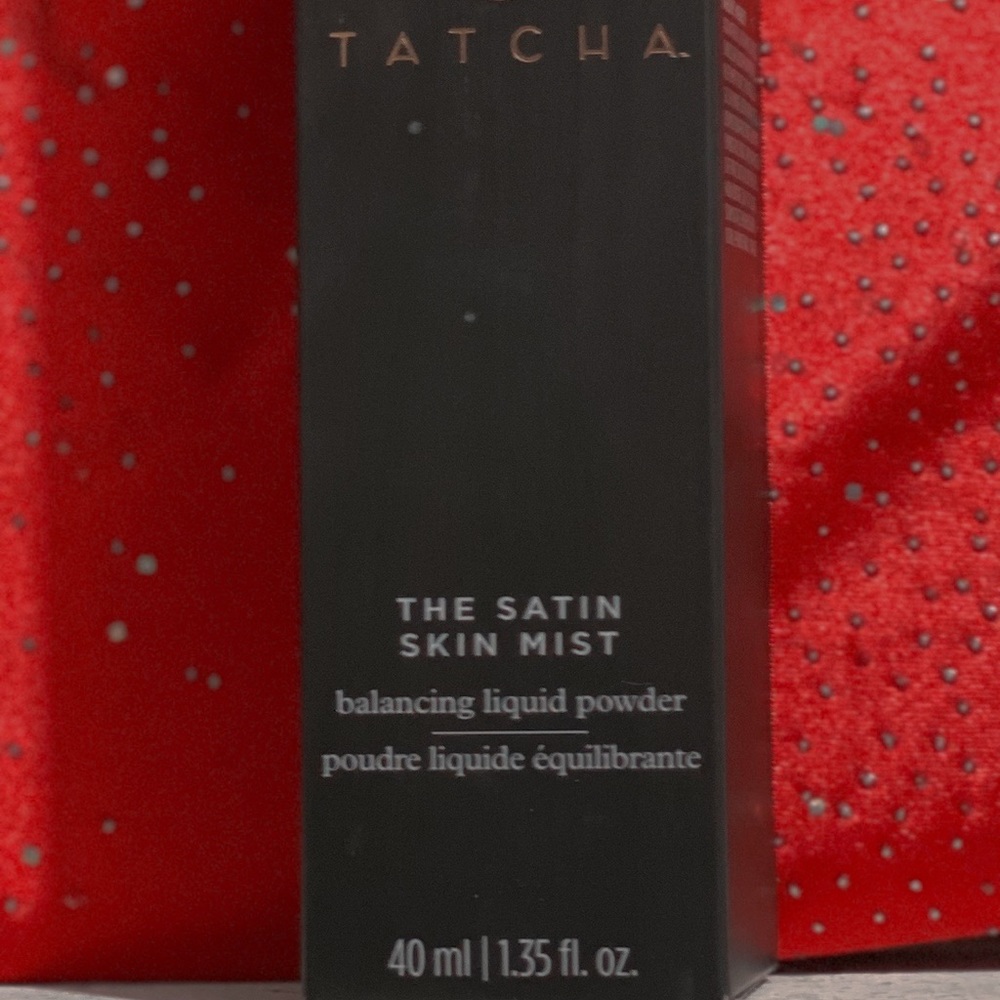 TATCHA
THE SATIN
SKIN MIST
balancing liquid powder
poudre liquide équilibrante
40 ml | 1.35 fl. oz.